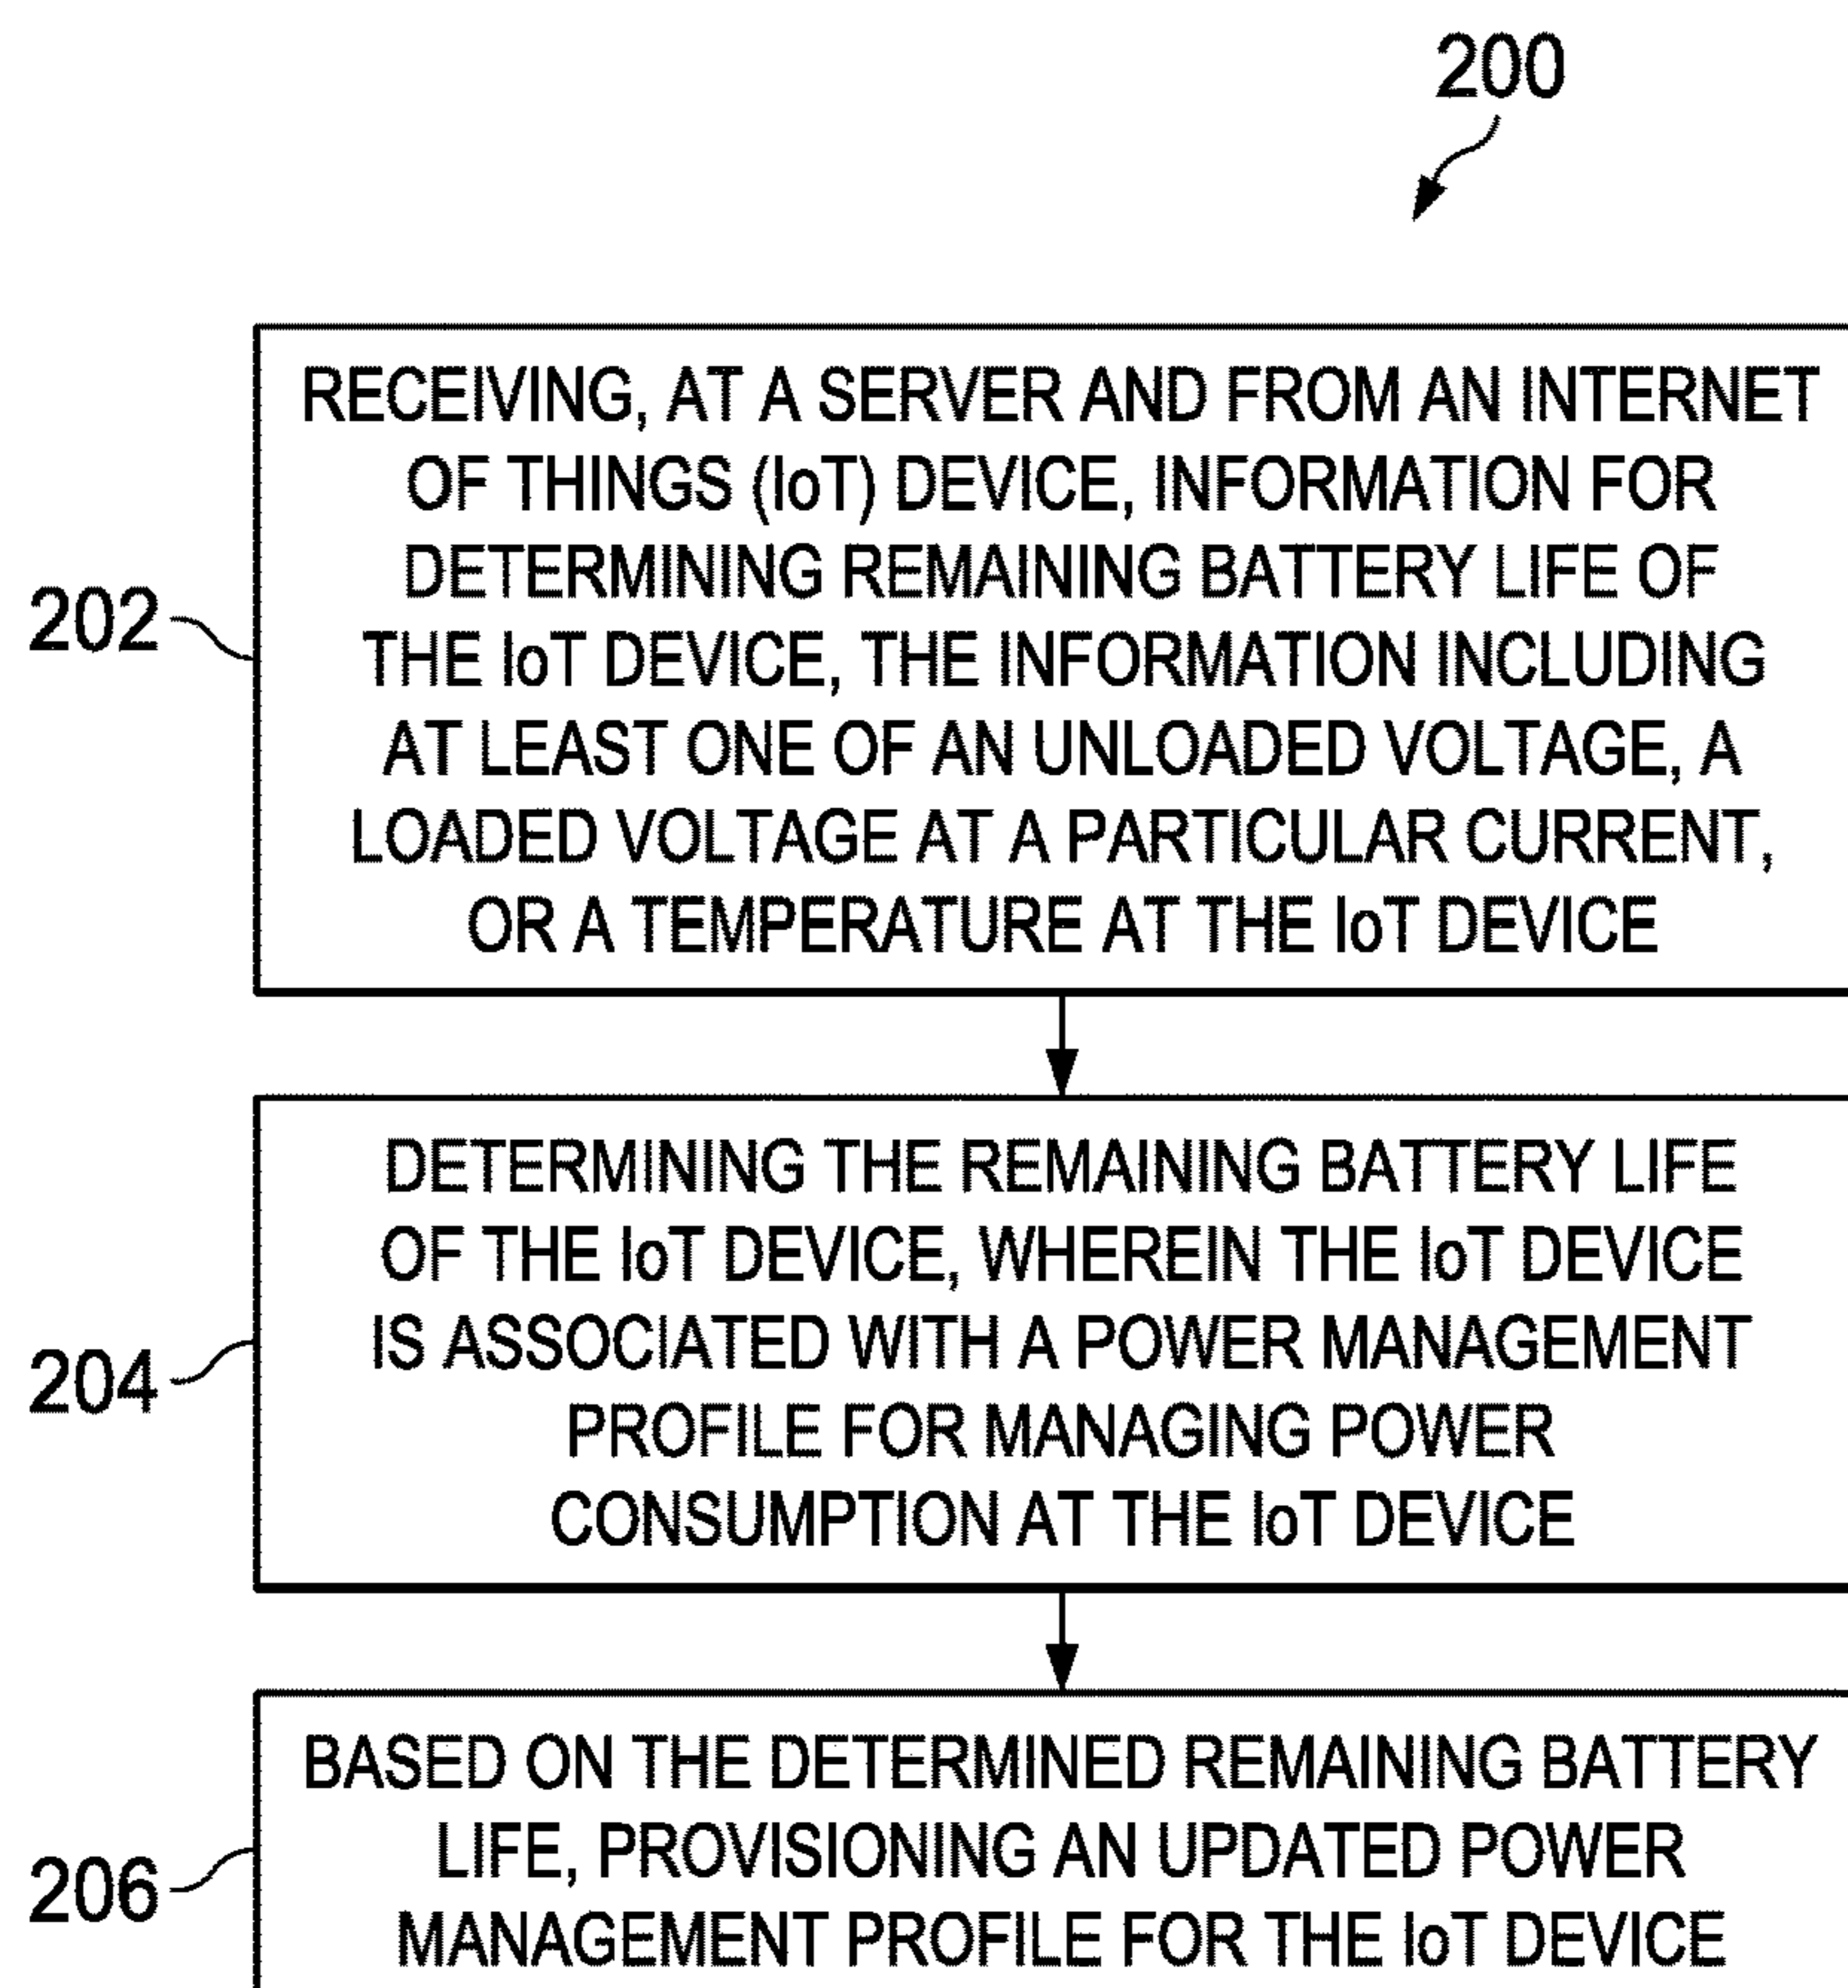 200
202
RECEIVING, AT A SERVER AND FROM AN INTERNET
OF THINGS (IoT) DEVICE, INFORMATION FOR
DETERMINING REMAINING BATTERY LIFE OF
THE IoT DEVICE, THE INFORMATION INCLUDING
AT LEAST ONE OF AN UNLOADED VOLTAGE, A
LOADED VOLTAGE AT A PARTICULAR CURRENT,
OR A TEMPERATURE AT THE IoT DEVICE
204
DETERMINING THE REMAINING BATTERY LIFE
OF THE IoT DEVICE, WHEREIN THE IoT DEVICE
IS ASSOCIATED WITH A POWER MANAGEMENT
PROFILE FOR MANAGING POWER
CONSUMPTION AT THE IoT DEVICE
206
BASED ON THE DETERMINED REMAINING BATTERY
LIFE, PROVISIONING AN UPDATED POWER
MANAGEMENT PROFILE FOR THE IoT DEVICE